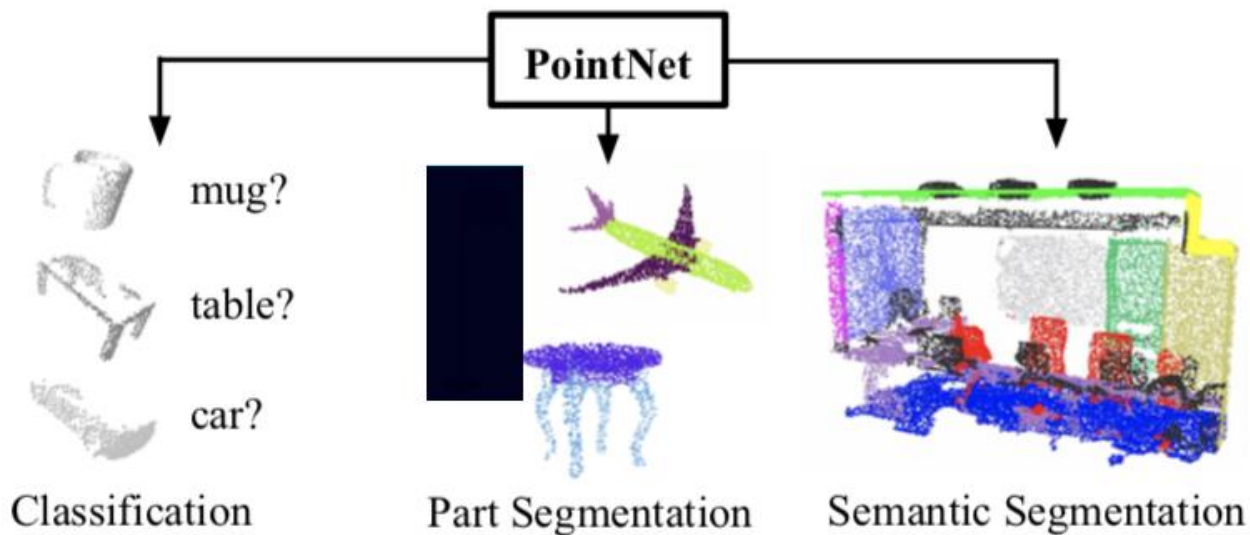 PointNet
mug?
table?
car?
Classification
Part Segmentation
Semantic Segmentation